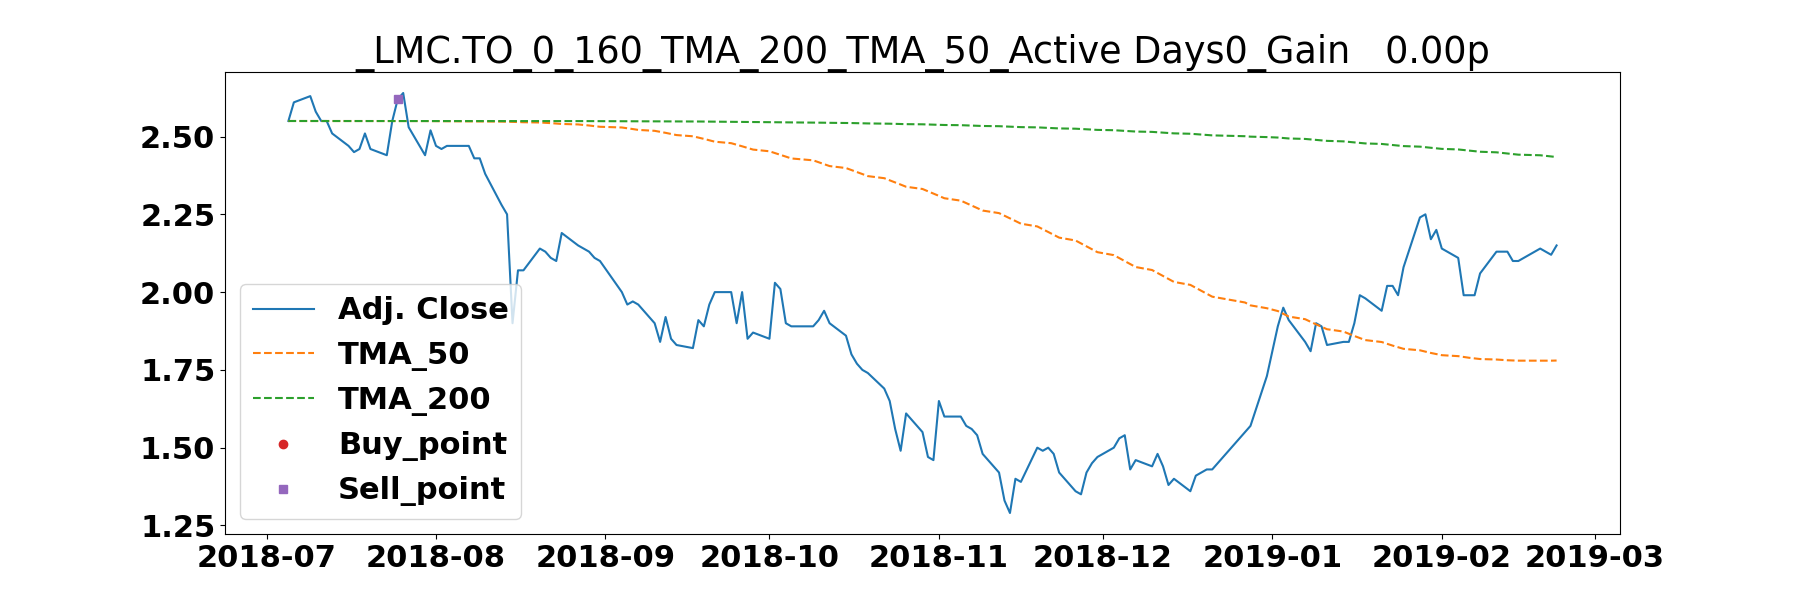 _LMC.TO_0_160_TMA_200_TMA_50_Active Days0_Gain   0.00p
2.50
2.25
2.00
1.75
1.50
1.25
Adj. Close
TMA_50
TMA_200
Buy_point
Sell_point
2018-07 2018-08 2018-09 2018-10 2018-11 2018-12 2019-01 2019-02 2019-03